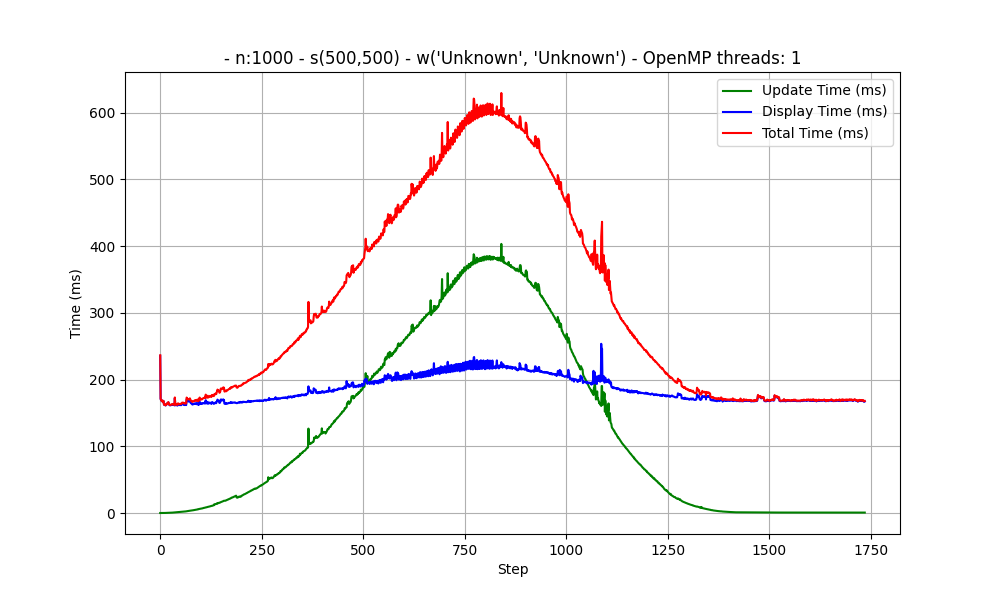 - n:1000 - s(500,500) - w('Unknown', 'Unknown') - OpenMP threads: 1
Update Time (ms)
Display Time (ms)
Total Time (ms)
Time (ms)
600
500
400
300
200
100
0
0 250 500 750 1000 1250 1500 1750
Step